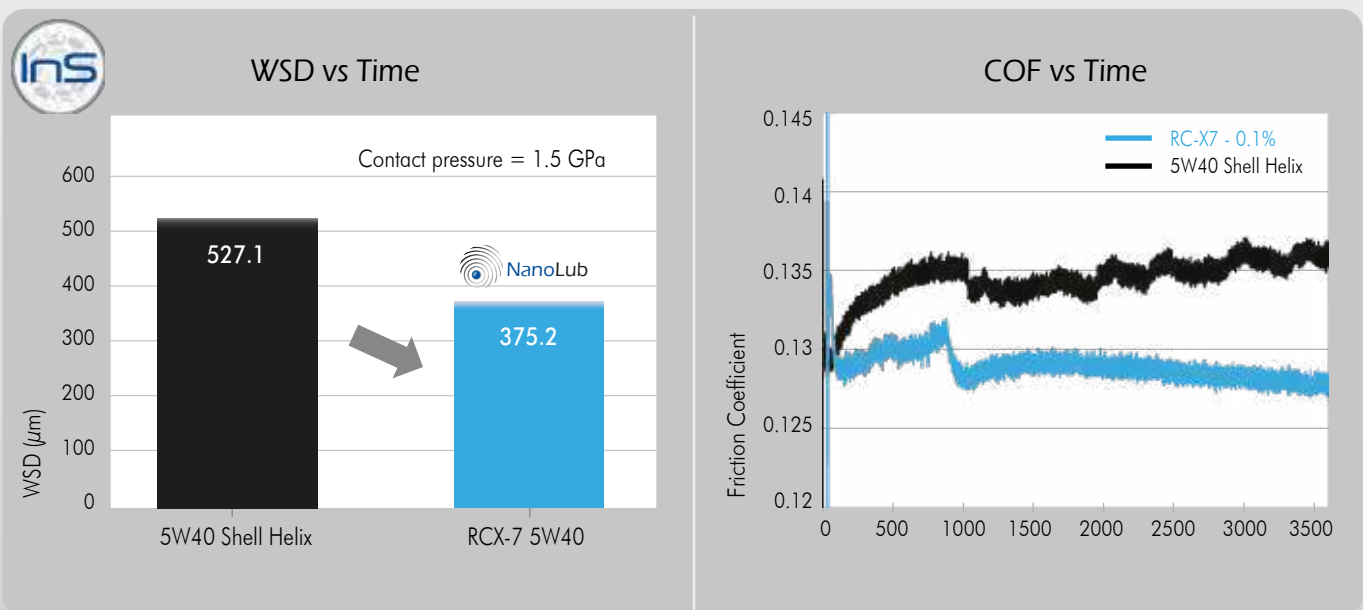 InS
WSD vs Time
Contact pressure = 1.5 GPa
600
500
400
300
200
100
0
WSD (μm)
527.1
NanoLub
375.2
5W40 Shell Helix
RCX-7 5W40
COF vs Time
RC-X7 - 0.1%
5W40 Shell Helix
0.145
0.14
0.135
0.13
0.125
0.12
Friction Coefficient
0 500 1000 1500 2000 2500 3000 3500